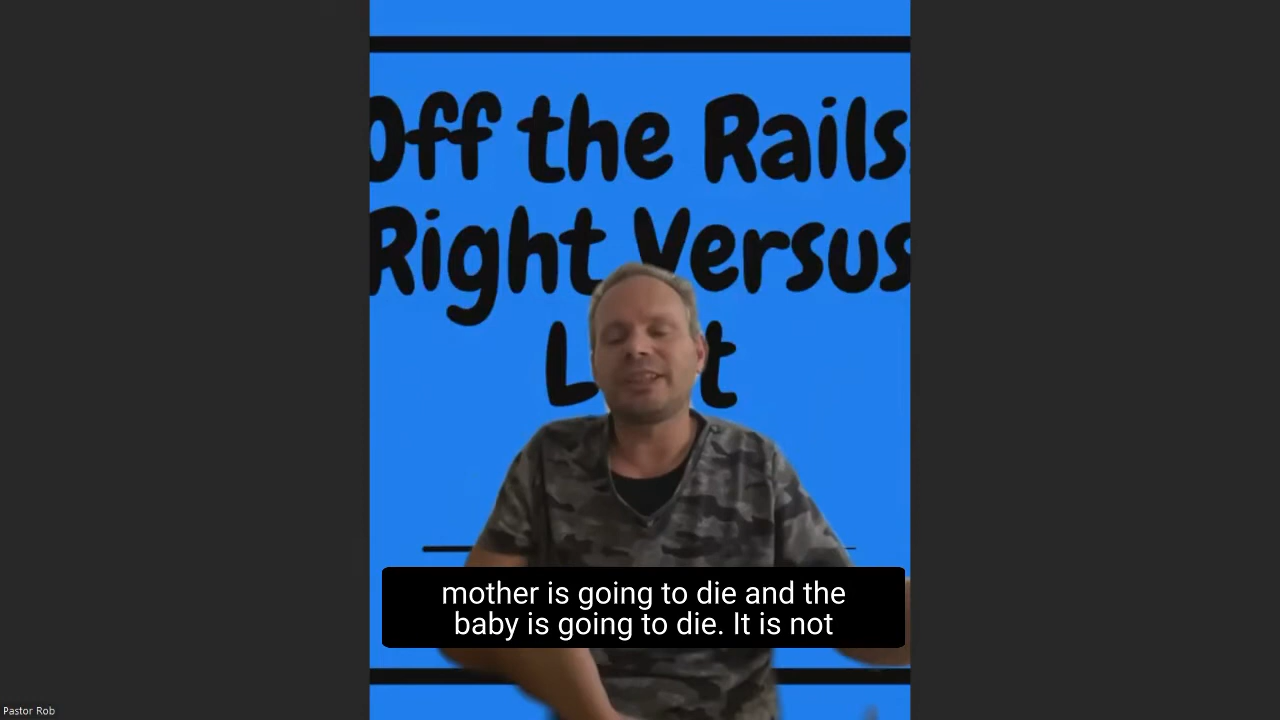 Off the Rails
Right Versus
L t
mother is going to die and the
baby is going to die. It is not
Pastor Rob